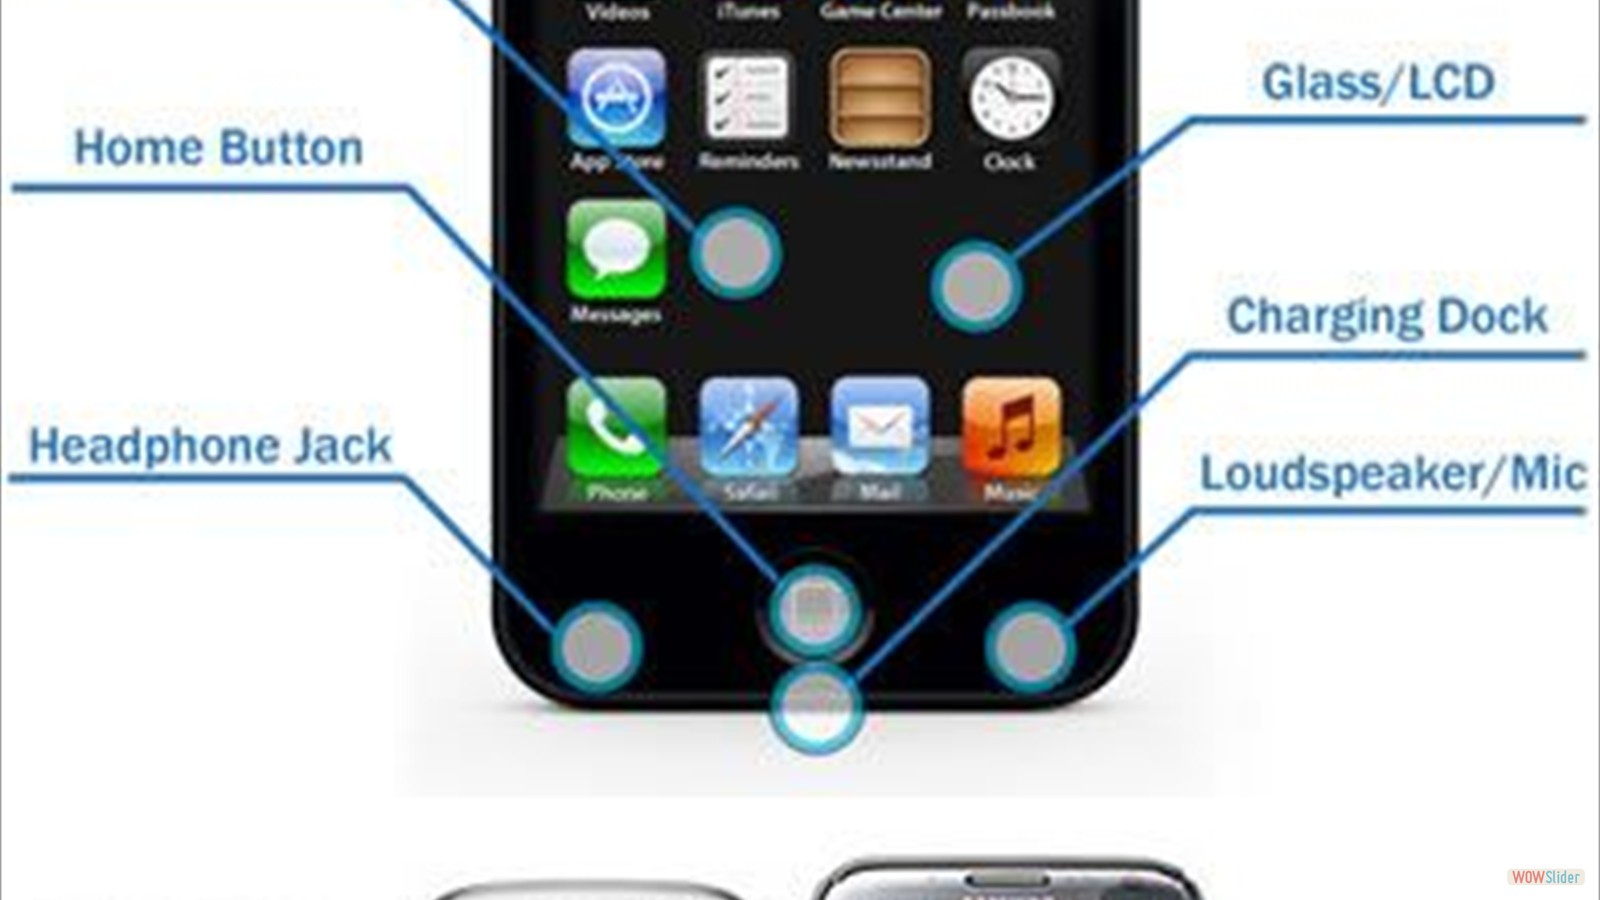 Videos iTunes Game Center Passbook
Glass/LCD
Home Button
App Store Reminders Newsstand Clock
Messages
Charging Dock
Headphone Jack
Loudspeaker/Mic
Phone Safari Mail Music
WOWSlider